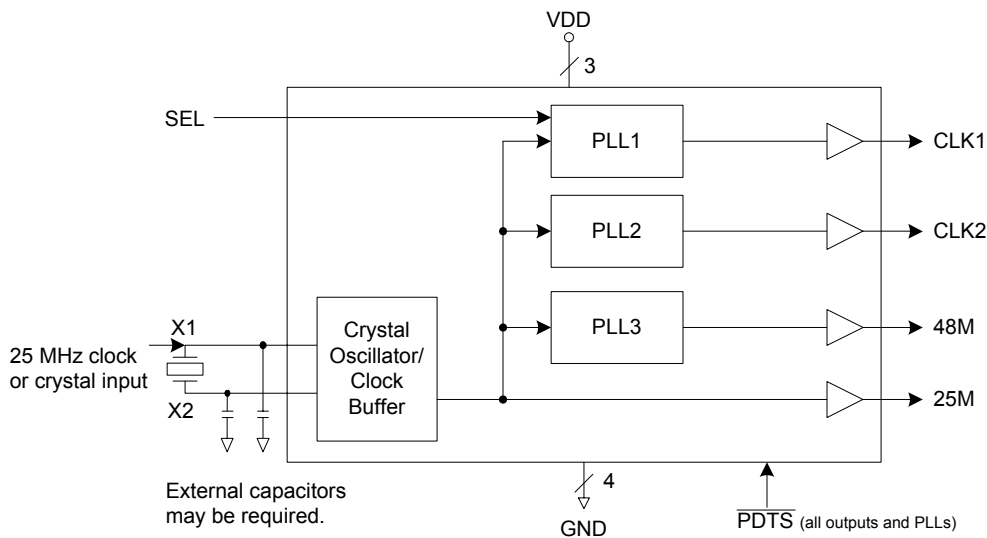 VDD
3
SEL
PLL1
CLK1
PLL2
CLK2
PLL3
48M
X1
25 MHz clock
or crystal input
X2
Crystal
Oscillator/
Clock
Buffer
25M
External capacitors
may be required.
4
GND
PDTS (all outputs and PLLs)